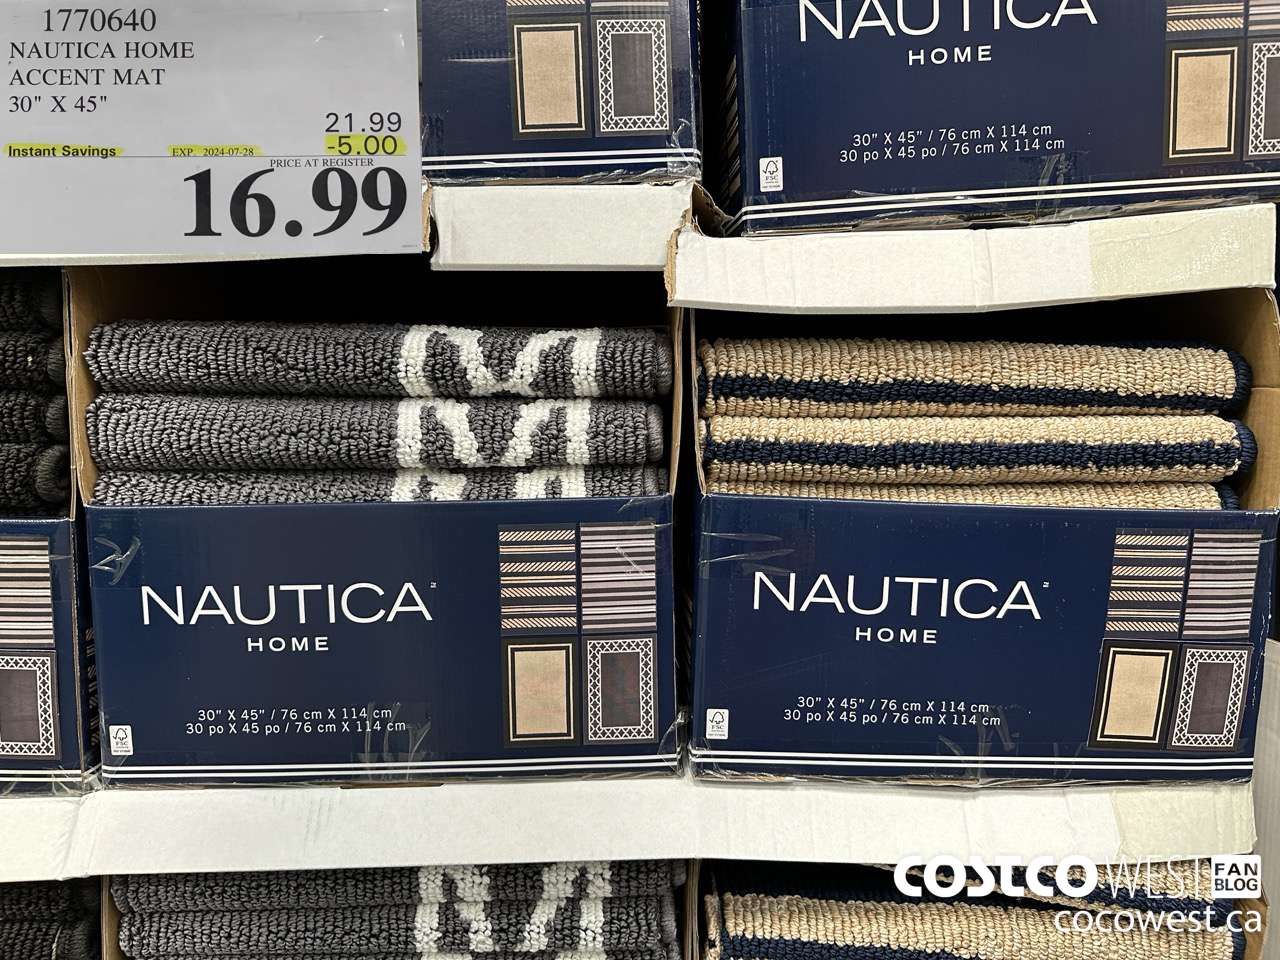 1770640
NAUTICA HOME
ACCENT MAT
30" X 45"
21.99
Instant Savings EXP. 2024-07-28 -5.00
PRICE AT REGISTER
16.99
NAUTICA
HOME
30" X 45" / 76 cm X 114 cm
30 po X 45 po / 76 cm X 114 cm
FSC
NAUTICA
HOME
30" X 45" / 76 cm X 114 cm
30 po X 45 po / 76 cm X 114 cm
FSC
NAUTICA
HOME
30" X 45" / 76 cm X 114 cm
30 po X 45 po / 76 cm X 114 cm
FSC
COSTCO WEST FAN BLOG
cocowest.ca